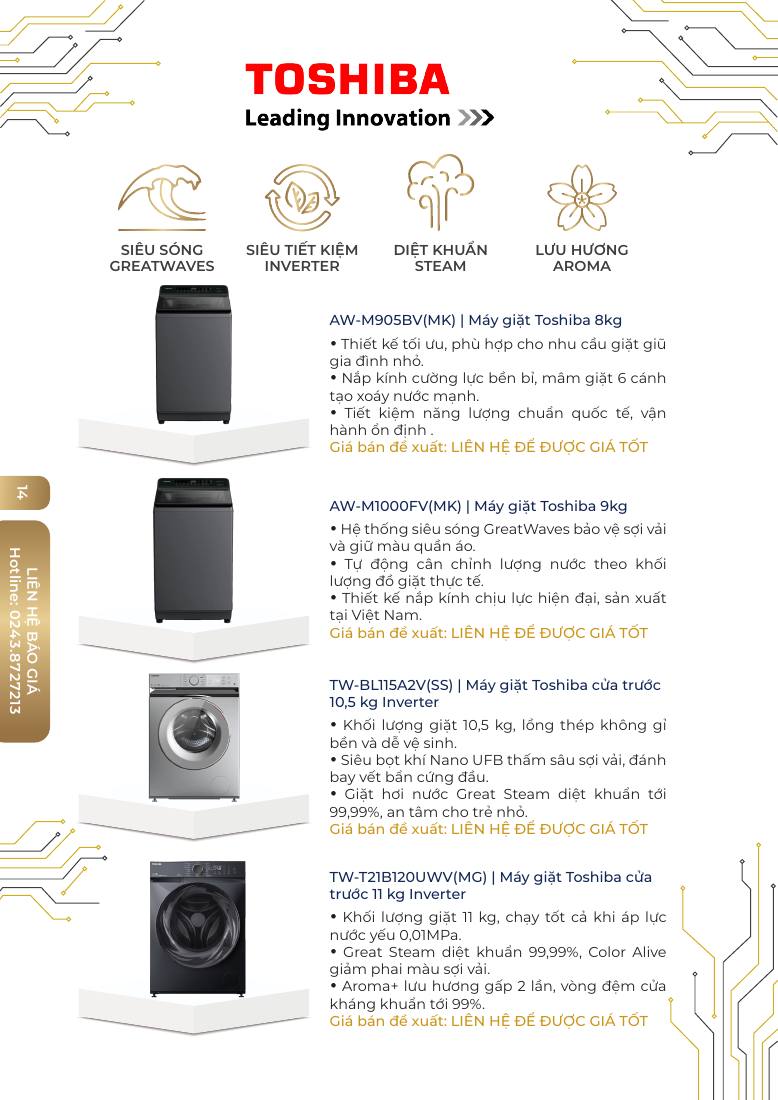 TOSHIBA
Leading Innovation
SIÊU SÓNG
GREATWAVES
SIÊU TIẾT KIỆM
INVERTER
DIỆT KHUẨN
STEAM
LƯU HƯƠNG
AROMA
AW-M905BV(MK) | Máy giặt Toshiba 8kg
• Thiết kế tối ưu, phù hợp cho nhu cầu giặt giũ
gia đình nhỏ.
• Nắp kính cường lực bền bỉ, mâm giặt 6 cánh
tạo xoáy nước mạnh.
• Tiết kiệm năng lượng chuẩn quốc tế, vận
hành ổn định .
Giá bán đề xuất: LIÊN HỆ ĐỂ ĐƯỢC GIÁ TỐT
AW-M1000FV(MK) | Máy giặt Toshiba 9kg
• Hệ thống siêu sóng GreatWaves bảo vệ sợi vải
và giữ màu quần áo.
• Tự động cân chỉnh lượng nước theo khối
lượng đồ giặt thực tế.
• Thiết kế nắp kính chịu lực hiện đại, sản xuất
tại Việt Nam.
Giá bán đề xuất: LIÊN HỆ ĐỂ ĐƯỢC GIÁ TỐT
TW-BL115A2V(SS) | Máy giặt Toshiba cửa trước
10,5 kg Inverter
• Khối lượng giặt 10,5 kg, lồng thép không gỉ
bền và dễ vệ sinh.
• Siêu bọt khí Nano UFB thấm sâu sợi vải, đánh
bay vết bẩn cứng đầu.
• Giặt hơi nước Great Steam diệt khuẩn tới
99,99%, an tâm cho trẻ nhỏ.
Giá bán đề xuất: LIÊN HỆ ĐỂ ĐƯỢC GIÁ TỐT
TW-T21B120UWV(MG) | Máy giặt Toshiba cửa
trước 11 kg Inverter
• Khối lượng giặt 11 kg, chạy tốt cả khi áp lực
nước yếu 0,01MPa.
• Great Steam diệt khuẩn 99,99%, Color Alive
giảm phai màu sợi vải.
• Aroma+ lưu hương gấp 2 lần, vòng đệm cửa
kháng khuẩn tới 99%.
Giá bán đề xuất: LIÊN HỆ ĐỂ ĐƯỢC GIÁ TỐT
14
LIÊN HỆ BÁO GIÁ
Hotline: 0243.8727213